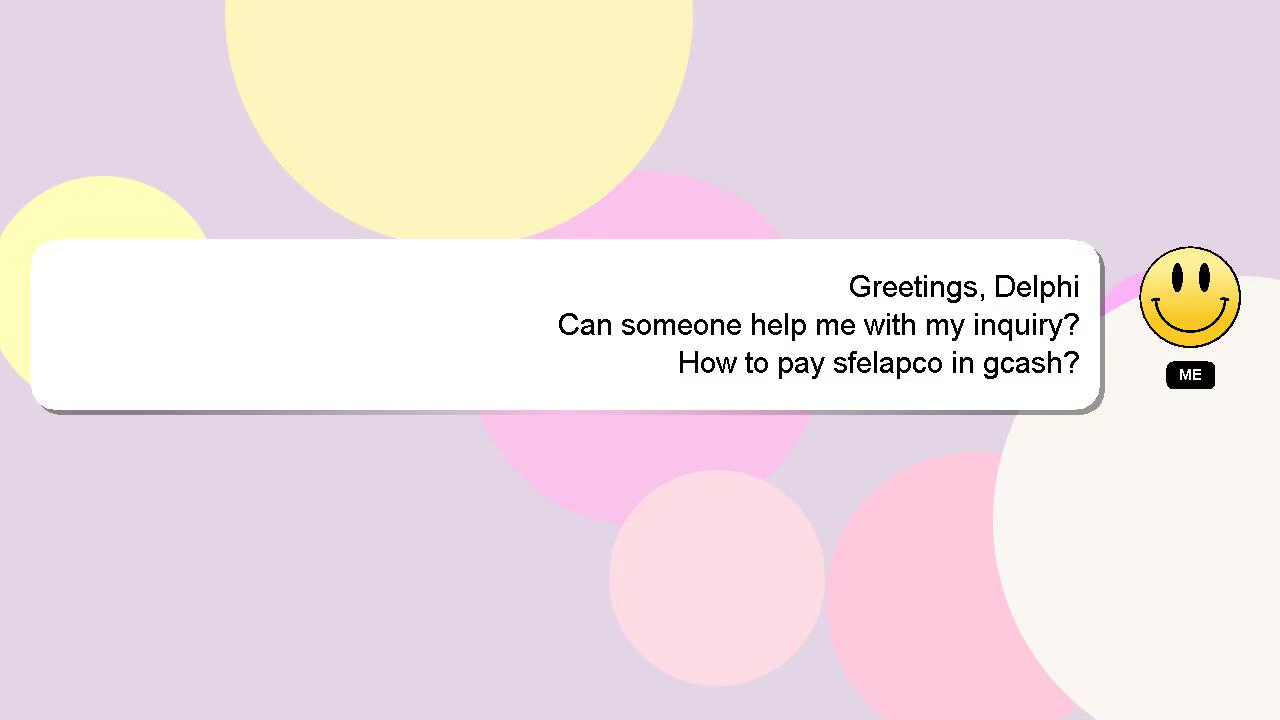 Greetings, Delphi
Can someone help me with my inquiry?
How to pay sfelapco in gcash?
ME